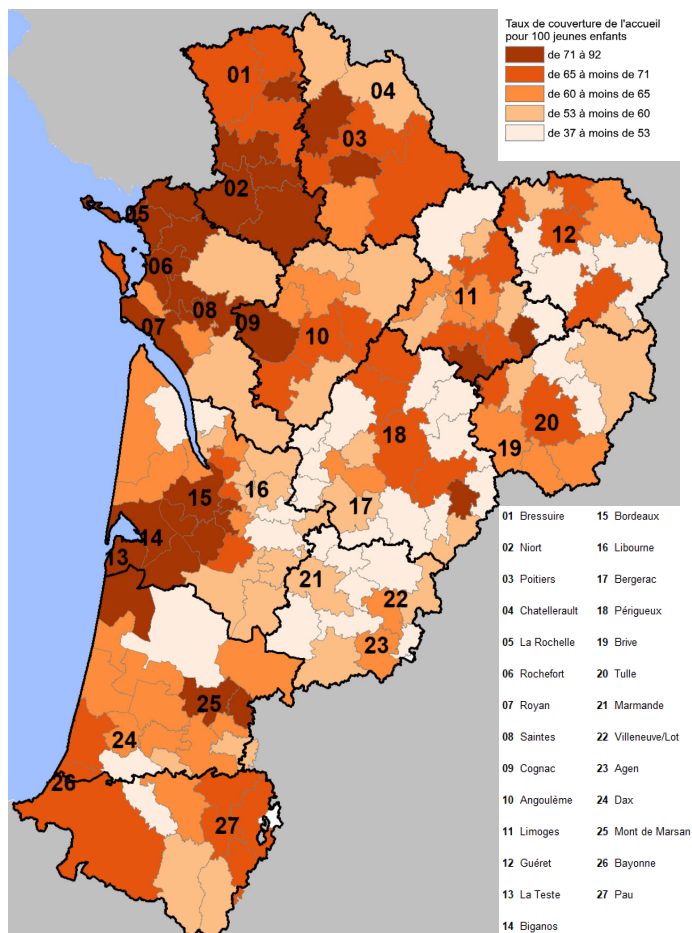 Taux de couverture de l'accueil
pour 100 jeunes enfants
de 71 à 92
de 65 à moins de 71
de 60 à moins de 65
de 53 à moins de 60
de 37 à moins de 53
01
04
03
02
05
12
06
11
08
07
09
10
18
20
19
15
16
17
14
13
21
22
23
25
24
26
27
01 Bressuire 15 Bordeaux
02 Niort 16 Libourne
03 Poitiers 17 Bergerac
04 Chatellerault 18 Périgueux
05 La Rochelle 19 Brive
06 Rochefort 20 Tulle
07 Royan 21 Marmande
08 Saintes 22 Villeneuve/Lot
09 Cognac 23 Agen
10 Angoulème 24 Dax
11 Limoges 25 Mont de Marsan
12 Guéret 26 Bayonne
13 La Teste 27 Pau
14 Biganos